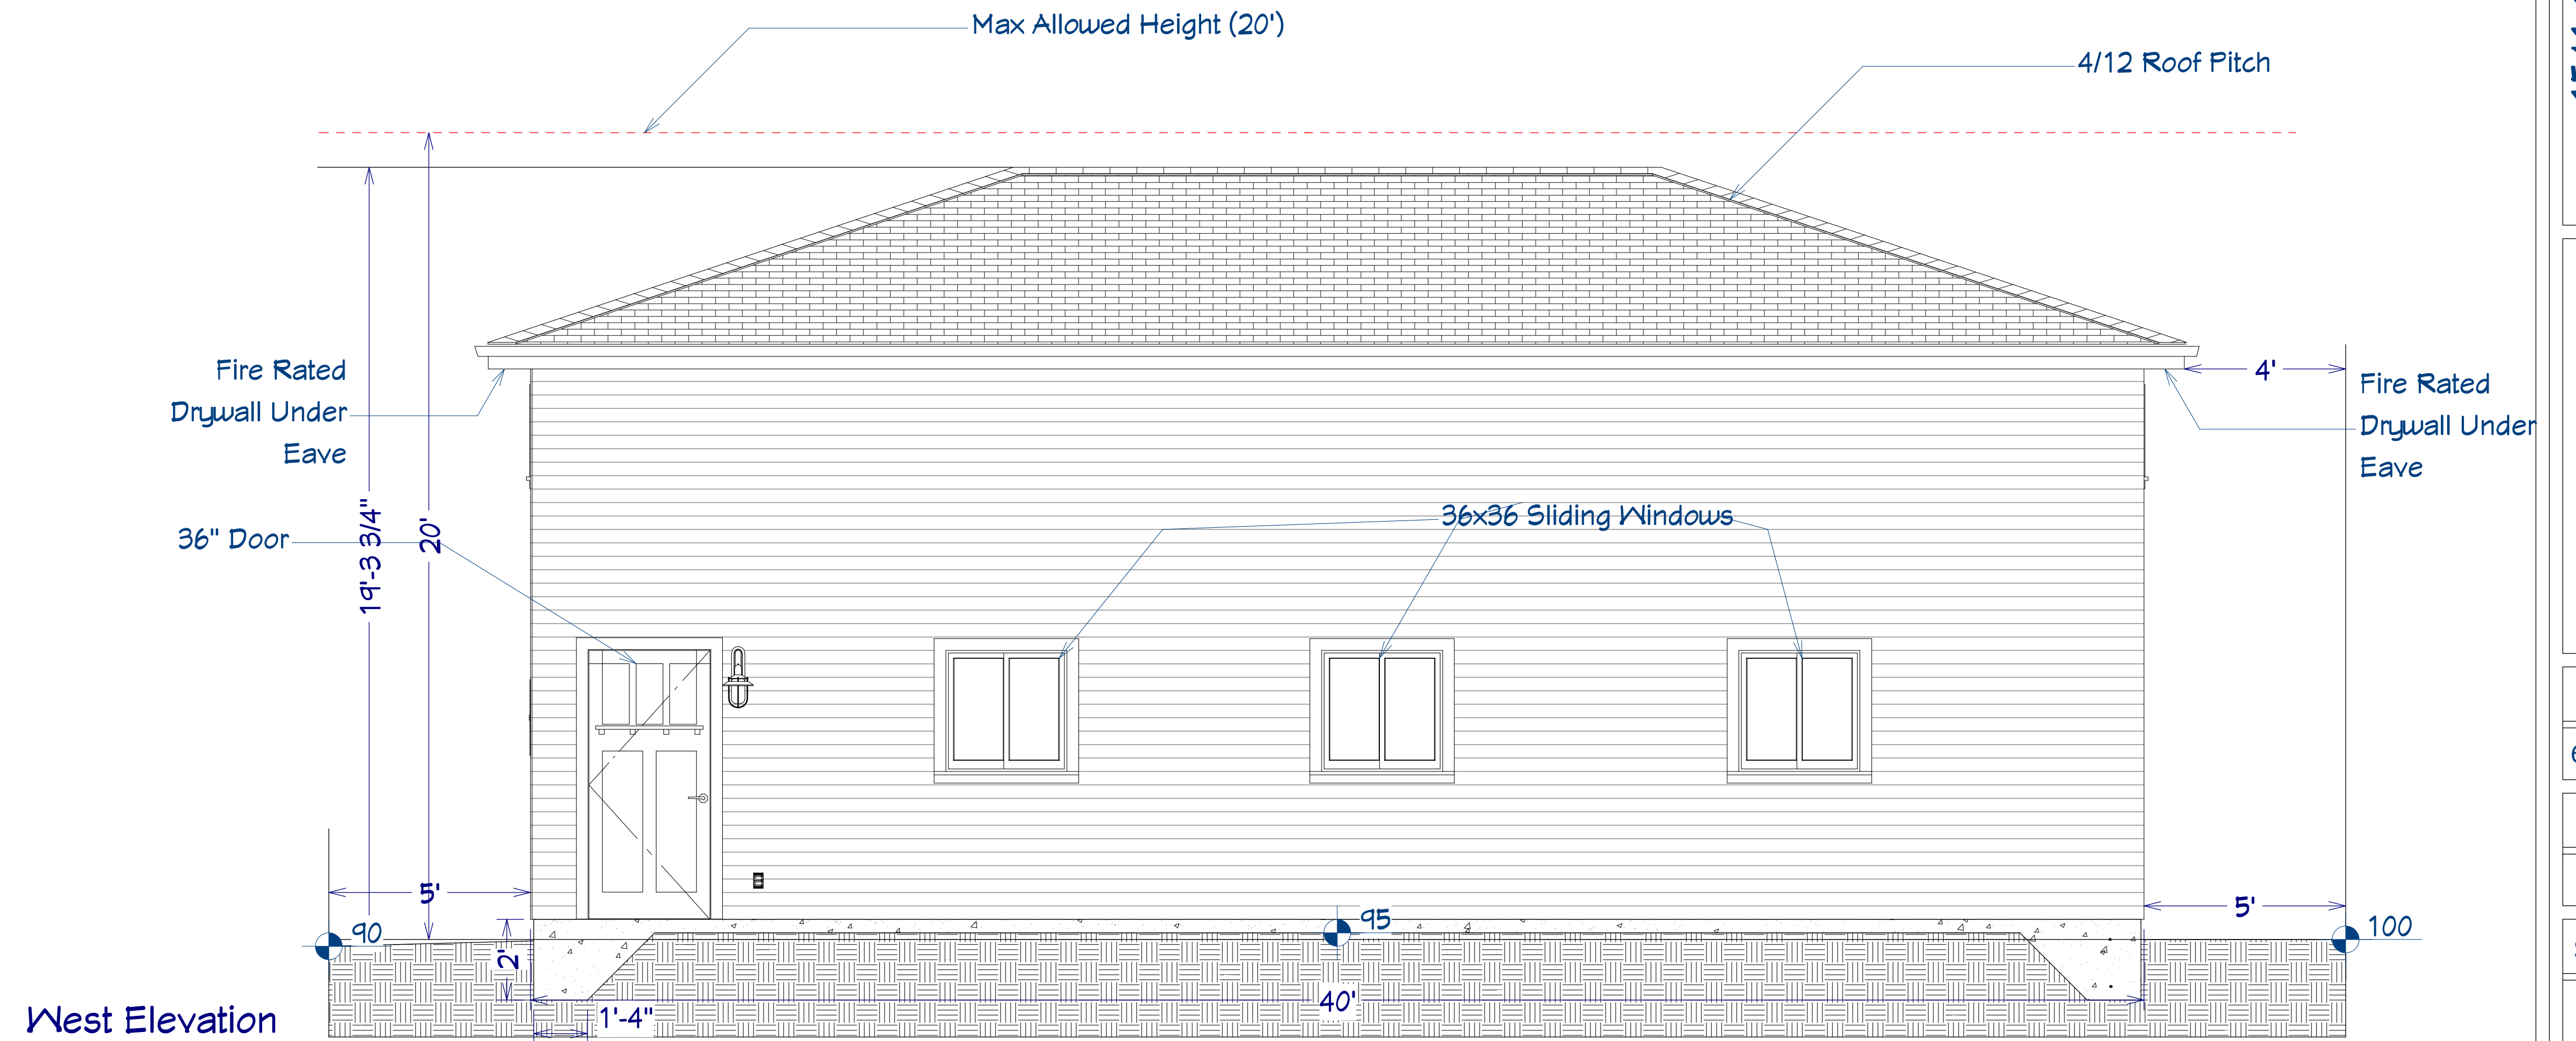 Max Allowed Height (20')
4/12 Roof Pitch
Fire Rated
Drywall Under
Eave
4'
Fire Rated
Drywall Under
Eave
19'-3 3/4"
20'
36" Door
36x36 Sliding Windows
5'
5'
90
95
100
2'
40'
1'-4"
West Elevation